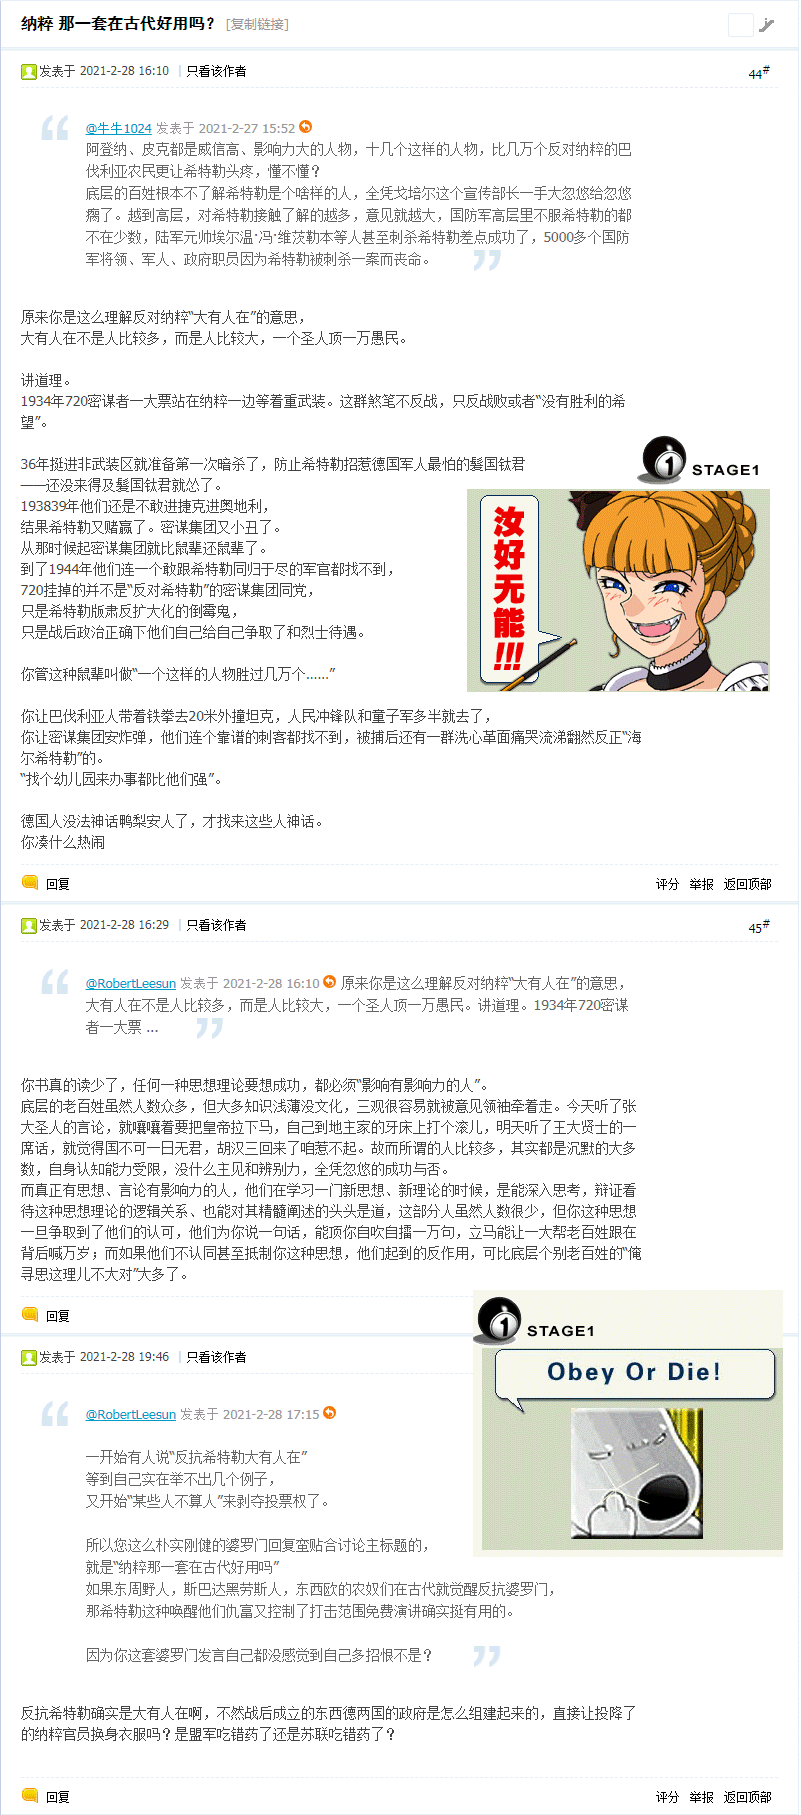 纳粹 那一套在古代好用吗？ [复制链接]
发表于 2021-2-28 16:10 | 只看该作者
44#
@牛牛1024 发表于 2021-2-27 15:52
阿登纳、皮克都是威信高、影响力大的人物，十几个这样的人物，比几万个反对纳粹的巴
伐利亚农民更让希特勒头疼，懂不懂？
底层的百姓根本不了解希特勒是个啥样的人，全凭戈培尔这个宣传部长一手大忽悠给忽悠
瘸了。越到高层，对希特勒接触了解的越多，意见就越大，国防军高层里不服希特勒的都
不在少数，陆军元帅埃尔温·冯·维茨勒本等人甚至刺杀希特勒差点成功了，5000多个国防
军将领、军人、政府职员因为希特勒被刺杀一案而丧命。
原来你是这么理解反对纳粹“大有人在”的意思，
大有人在不是人比较多，而是人比较大，一个圣人顶一万愚民。
讲道理。
1934年720密谋者一大票站在纳粹一边等着重武装。这群煞笔不反战，只反战败或者“没有胜利的希
望”。
36年挺进非武装区就准备第一次暗杀了，防止希特勒招惹德国军人最怕的髮国钛君
——还没来得及髮国钛君就怂了。
193839年他们还是不敢进捷克进奥地利，
结果希特勒又赌赢了。密谋集团又小丑了。
从那时候起密谋集团就比鼠辈还鼠辈了。
到了1944年他们连一个敢跟希特勒同归于尽的军官都找不到，
720挂掉的并不是“反对希特勒”的密谋集团同党，
只是希特勒版肃反扩大化的倒霉鬼，
只是战后政治正确下他们自己给自己争取了和烈士待遇。
STAGE1
汝好无能!!!
你管这种鼠辈叫做“一个这样的人物胜过几万个……”
你让巴伐利亚人带着铁拳去20米外撞坦克，人民冲锋队和童子军多半就去了，
你让密谋集团安炸弹，他们连个靠谱的刺客都找不到，被捕后还有一群洗心革面痛哭流涕翻然反正“海
尔希特勒”的。
“找个幼儿园来办事都比他们强”。
德国人没法神话鸭梨安人了，才找来这些人神话。
你凑什么热闹
回复
评分 举报 返回顶部
发表于 2021-2-28 16:29 | 只看该作者
45#
@RobertLeesun 发表于 2021-2-28 16:10 原来你是这么理解反对纳粹“大有人在”的意思，
大有人在不是人比较多，而是人比较大，一个圣人顶一万愚民。讲道理。1934年720密谋
者一大票 ...
你书真的读少了，任何一种思想理论要想成功，都必须“影响有影响力的人”。
底层的老百姓虽然人数众多，但大多知识浅薄没文化，三观很容易就被意见领袖牵着走。今天听了张
大圣人的言论，就嚷嚷着要把皇帝拉下马，自己到地主家的牙床上打个滚儿，明天听了王大贤士的一
席话，就觉得国不可一日无君，胡汉三回来了咱惹不起。故而所谓的人比较多，其实都是沉默的大多
数，自身认知能力受限，没什么主见和辨别力，全凭忽悠的成功与否。
而真正有思想、言论有影响力的人，他们在学习一门新思想、新理论的时候，是能深入思考，辩证看
待这种思想理论的逻辑关系、也能对其精髓阐述的头头是道，这部分人虽然人数很少，但你这种思想
一旦争取到了他们的认可，他们为你说一句话，能顶你自吹自擂一万句，立马能让一大帮老百姓跟在
背后喊万岁；而如果他们不认同甚至抵制你这种思想，他们起到的反作用，可比底层个别老百姓的“俺
寻思这理儿不大对”大多了。
回复
STAGE1
Obey Or Die!
发表于 2021-2-28 19:46 | 只看该作者
@RobertLeesun 发表于 2021-2-28 17:15
一开始有人说“反抗希特勒大有人在”
等到自己实在举不出几个例子，
又开始“某些人不算人”来剥夺投票权了。
所以您这么朴实刚健的婆罗门回复蛮贴合讨论主标题的，
就是“纳粹那一套在古代好用吗”
如果东周野人，斯巴达黑劳斯人，东西欧的农奴们在古代就觉醒反抗婆罗门，
那希特勒这种唤醒他们仇富又控制了打击范围免费演讲确实挺有用的。
因为你这套婆罗门发言自己都没感觉到自己多招恨不是？
反抗希特勒确实是大有人在啊，不然战后成立的东西德两国的政府是怎么组建起来的，直接让投降了
的纳粹官员换身衣服吗？是盟军吃错药了还是苏联吃错药了？
回复
评分 举报 返回顶部